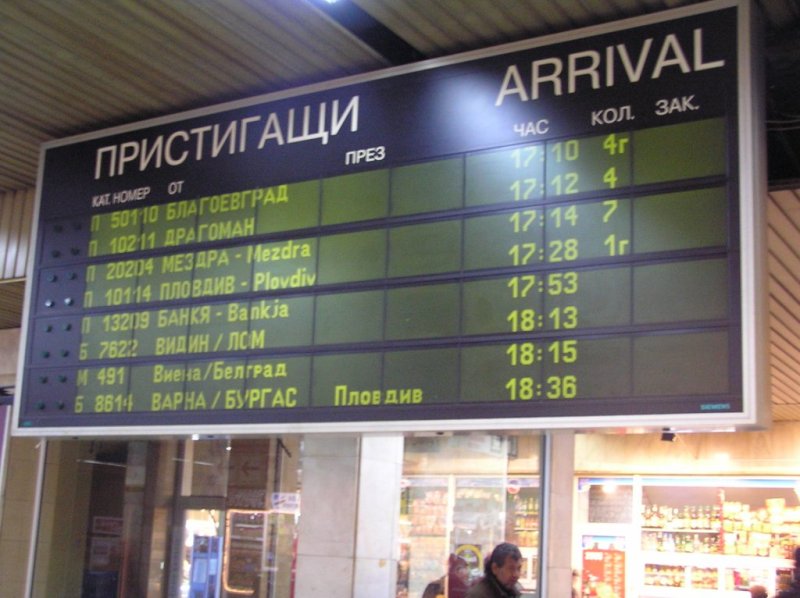 ПРИСТИГАЩИ ARRIVAL
КАТ. НОМЕР ОТ ПРЕЗ ЧАС КОЛ. ЗАК.
П 50110 БЛАГОЕВГРАД 17:10 4г
П 10211 ДРАГОМАН 17:12 4
П 20204 МЕЗДРА - Mezdra 17:14 7
П 10114 ПЛОВДИВ - Plovdiv 17:28 1г
П 13209 БАНКЯ - Bankja 17:53
Б 7622 ВИДИН / ЛОМ 18:13
М 491 Виена/Белград 18:15
Б 8614 ВАРНА / БУРГАС Пловдив 18:36
SIEMENS